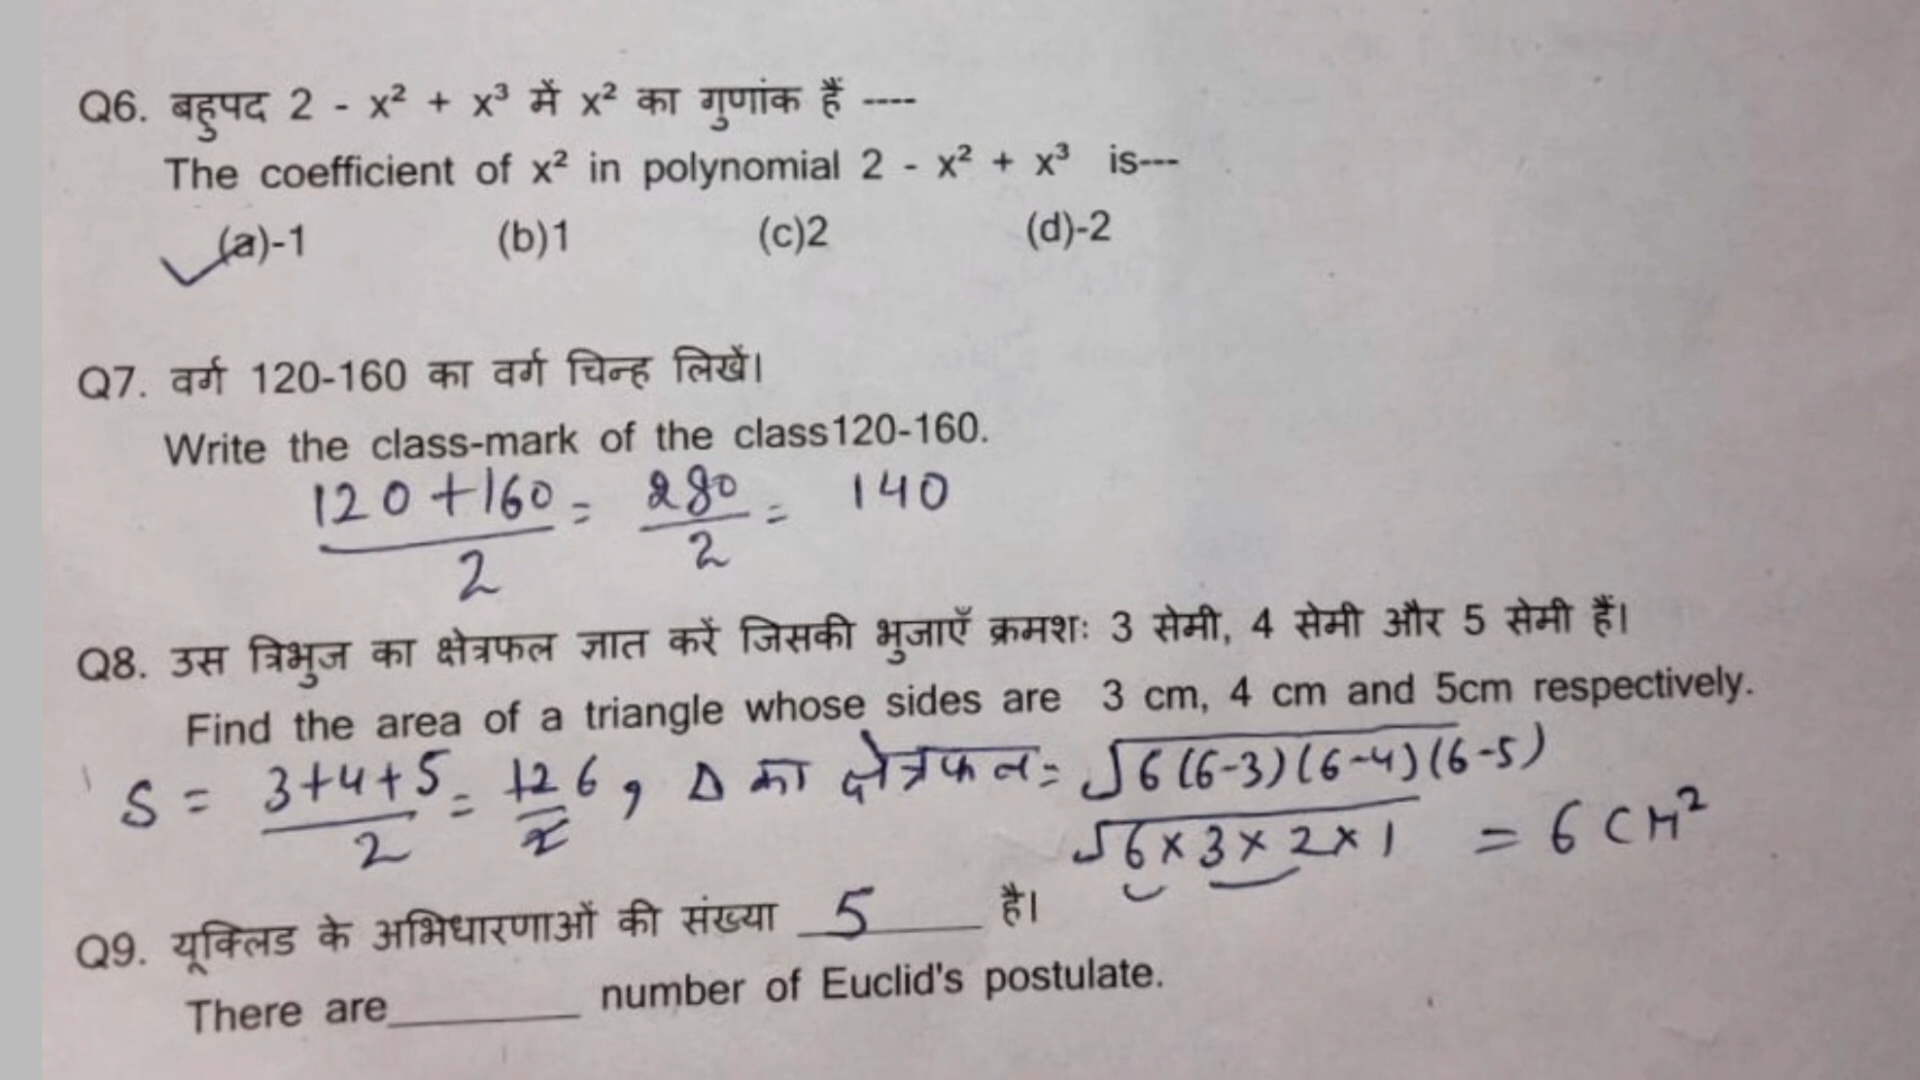 Q6. बहुपद 2 - x² + x³ में x² का गुणांक हैं ----
The coefficient of x² in polynomial 2 - x² + x³ is---
(a)-1 (b)1 (c)2 (d)-2
Q7. वर्ग 120-160 का वर्ग चिन्ह लिखें।
Write the class-mark of the class120-160.
120+160/2 = 280/2 = 140
Q8. उस त्रिभुज का क्षेत्रफल ज्ञात करें जिसकी भुजाएँ क्रमशः 3 सेमी, 4 सेमी और 5 सेमी हैं।
Find the area of a triangle whose sides are 3 cm, 4 cm and 5cm respectively.
S = 3+4+5/2 = 12/2 6, Δ का क्षेत्रफल = √6(6-3)(6-4)(6-5)
√6×3×2×1 = 6 CM²
Q9. यूक्लिड के अभिधारणाओं की संख्या 5 है।
There are________ number of Euclid's postulate.